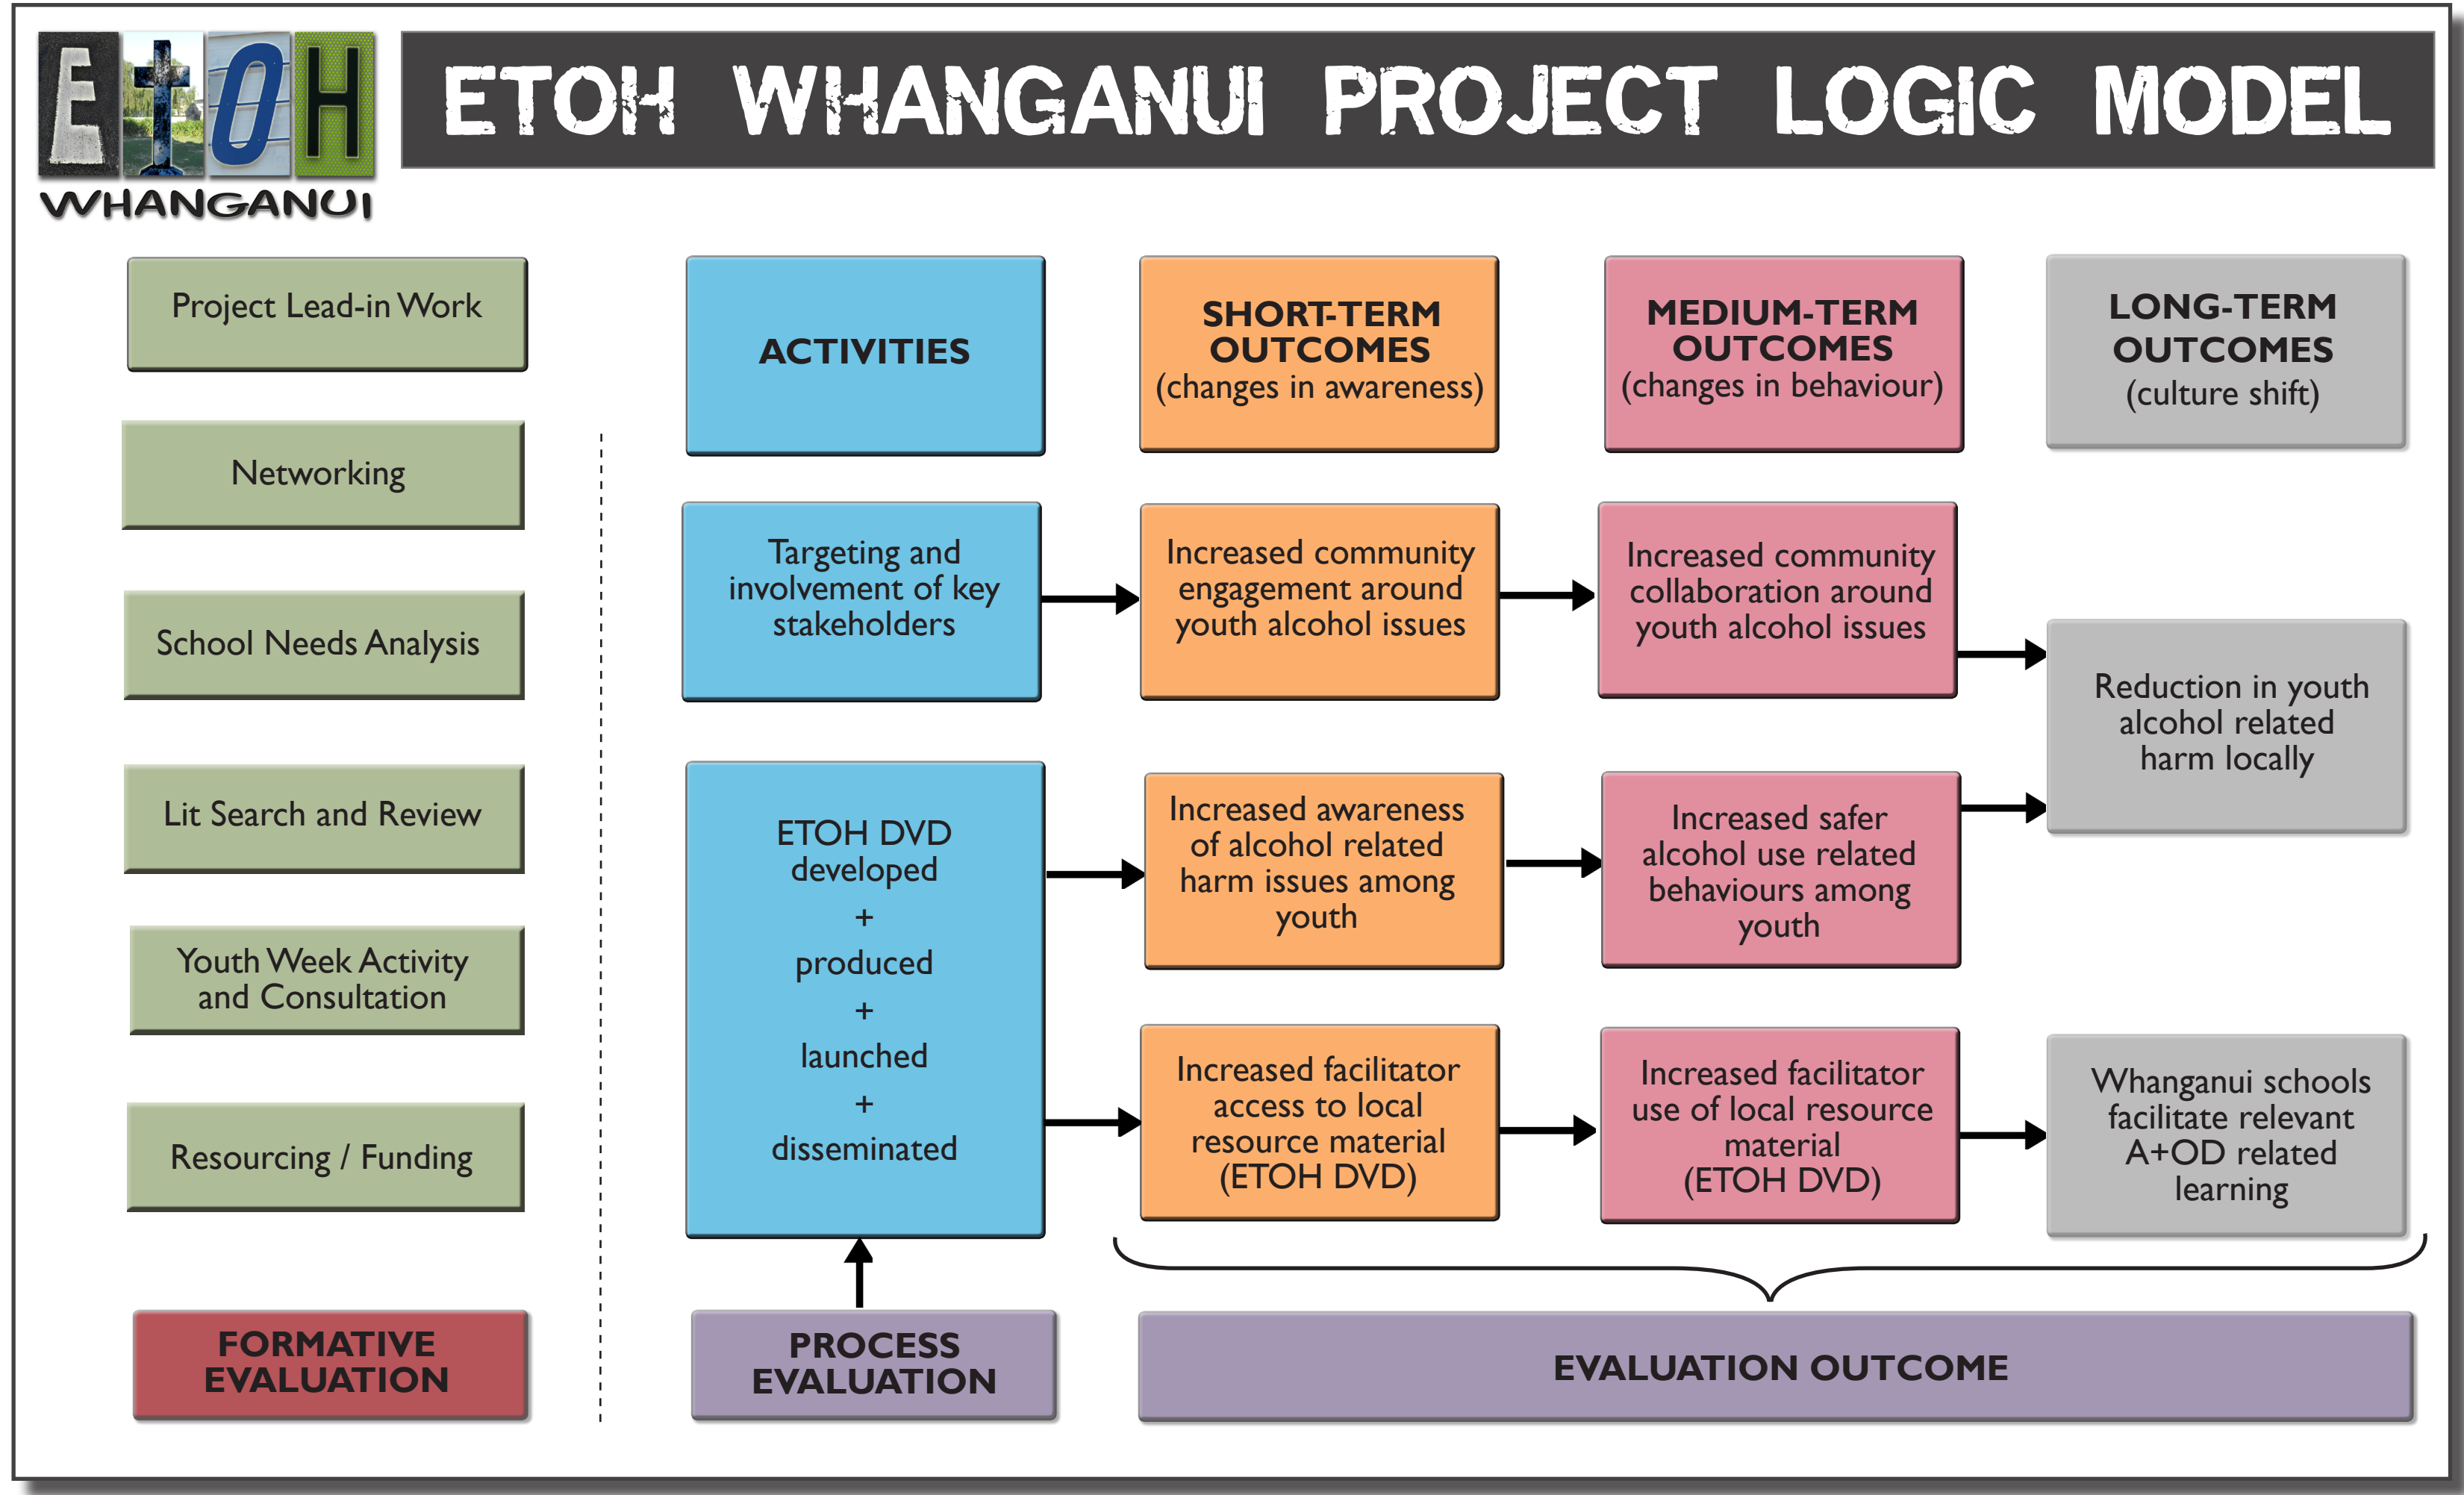 EtOH
WHANGANUI
ETOH WHANGANUI PROJECT LOGIC MODEL
Project Lead-in Work
Networking
School Needs Analysis
Lit Search and Review
Youth Week Activity
and Consultation
Resourcing / Funding
FORMATIVE
EVALUATION
ACTIVITIES
Targeting and
involvement of key
stakeholders
ETOH DVD
developed
+
produced
+
launched
+
disseminated
PROCESS
EVALUATION
SHORT-TERM
OUTCOMES
(changes in awareness)
Increased community
engagement around
youth alcohol issues
Increased awareness
of alcohol related
harm issues among
youth
Increased facilitator
access to local
resource material
(ETOH DVD)
MEDIUM-TERM
OUTCOMES
(changes in behaviour)
Increased community
collaboration around
youth alcohol issues
Increased safer
alcohol use related
behaviours among
youth
Increased facilitator
use of local resource
material
(ETOH DVD)
LONG-TERM
OUTCOMES
(culture shift)
Reduction in youth
alcohol related
harm locally
Whanganui schools
facilitate relevant
A+OD related
learning
EVALUATION OUTCOME